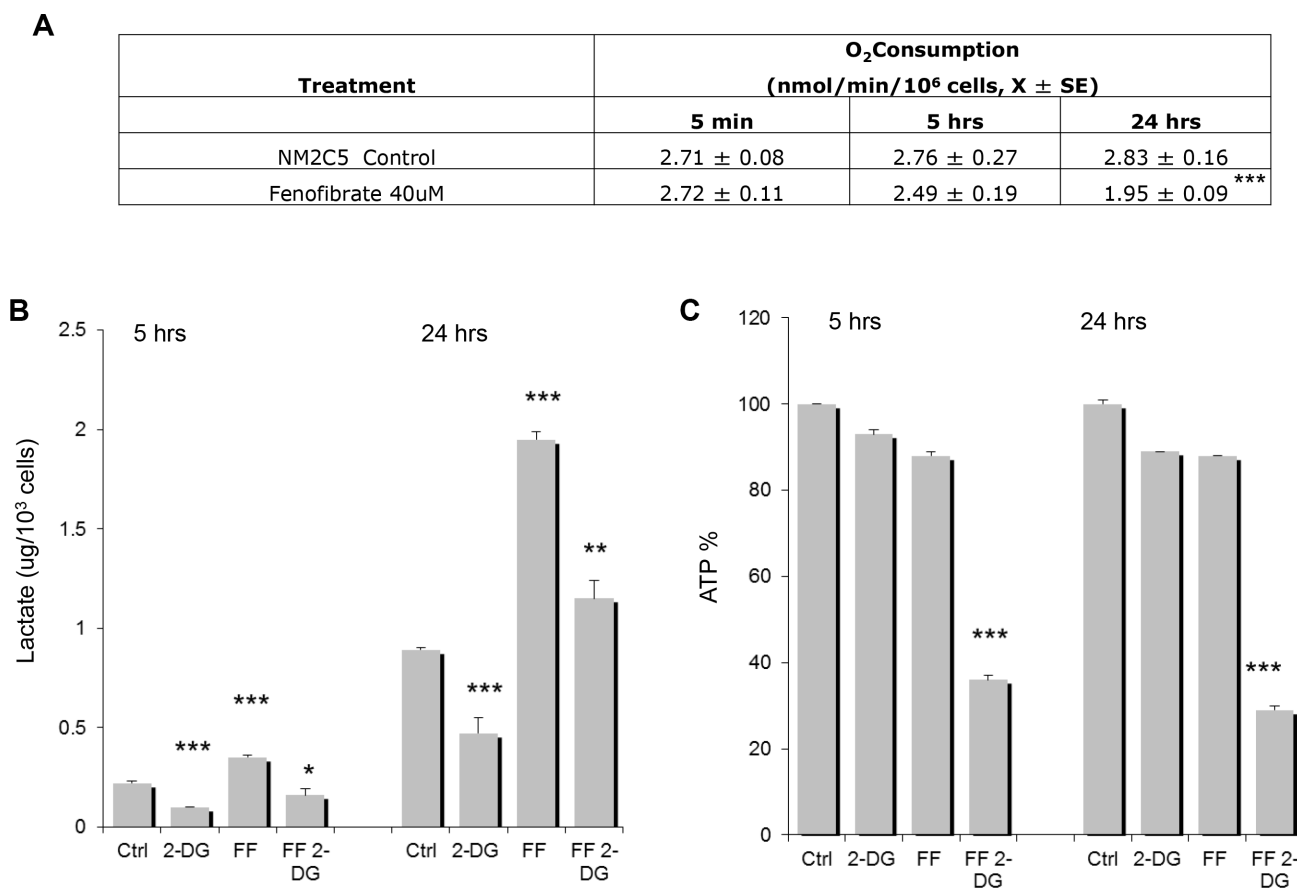 A
Treatment
O₂Consumption
(nmol/min/10⁶ cells, X ± SE)
5 min 5 hrs 24 hrs
NM2C5 Control 2.71 ± 0.08 2.76 ± 0.27 2.83 ± 0.16
Fenofibrate 40uM 2.72 ± 0.11 2.49 ± 0.19 1.95 ± 0.09 ***
B
5 hrs 24 hrs
Lactate (ug/10³ cells)
2.5
2
1.5
1
0.5
0
***
***
*
***
***
**
Ctrl 2-DG FF FF 2-
DG
Ctrl 2-DG FF FF 2-
DG
C
5 hrs 24 hrs
ATP %
120
100
80
60
40
20
0
***
***
Ctrl 2-DG FF FF 2-
DG
Ctrl 2-DG FF FF 2-
DG